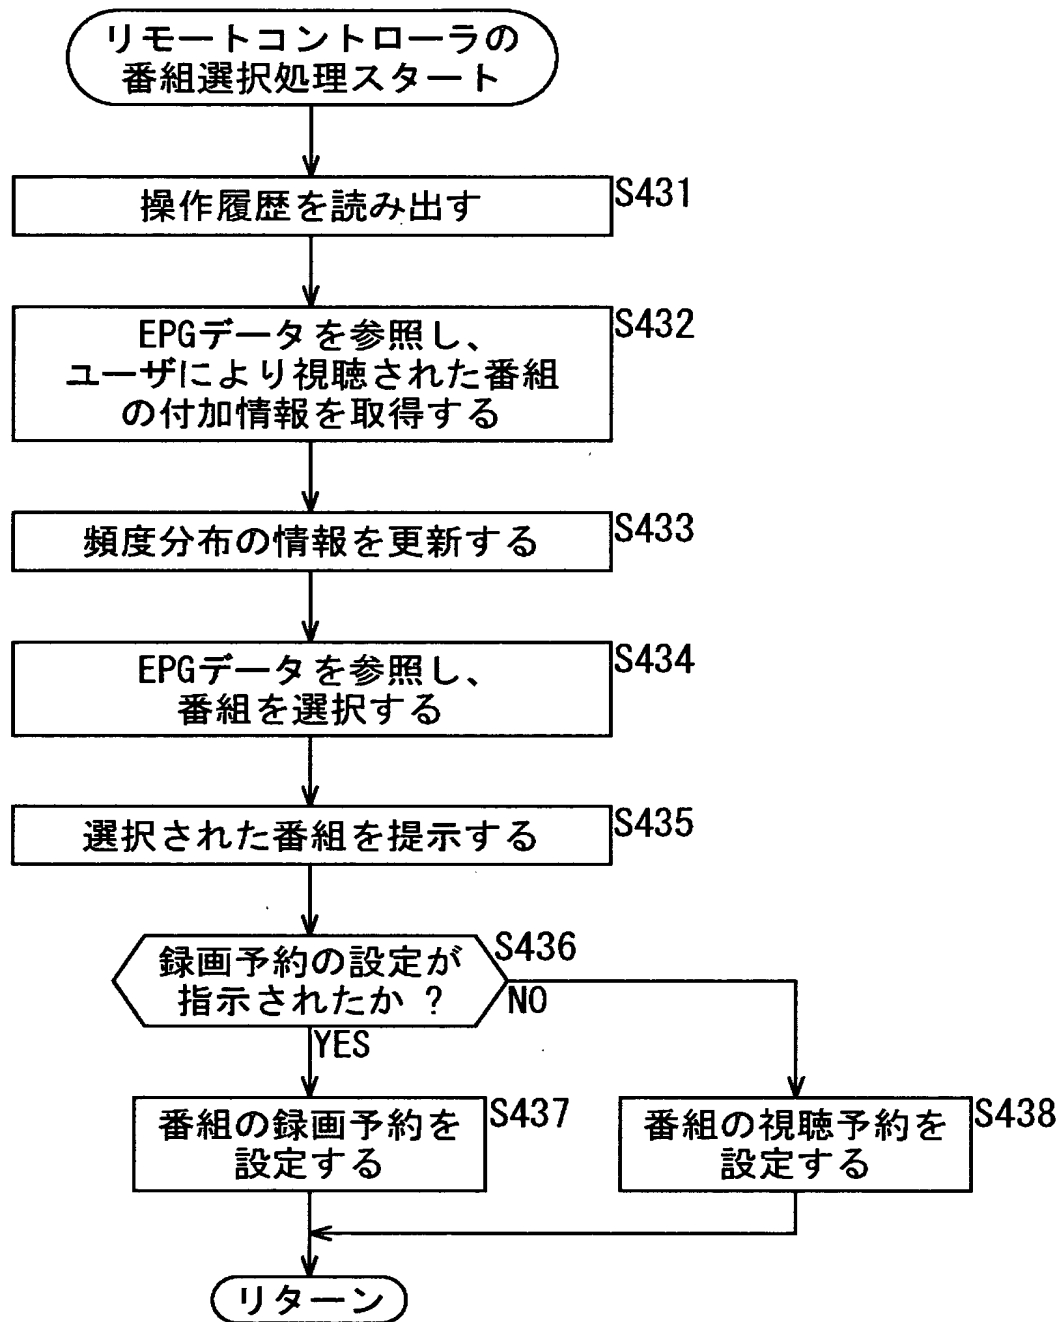 リモートコントローラの
番組選択処理スタート
操作履歴を読み出す
S431
EPGデータを参照し、
ユーザにより視聴された番組
の付加情報を取得する
S432
頻度分布の情報を更新する
S433
EPGデータを参照し、
番組を選択する
S434
選択された番組を提示する
S435
録画予約の設定が
指示されたか ?
S436
NO
YES
番組の録画予約を
設定する
S437
番組の視聴予約を
設定する
S438
リターン